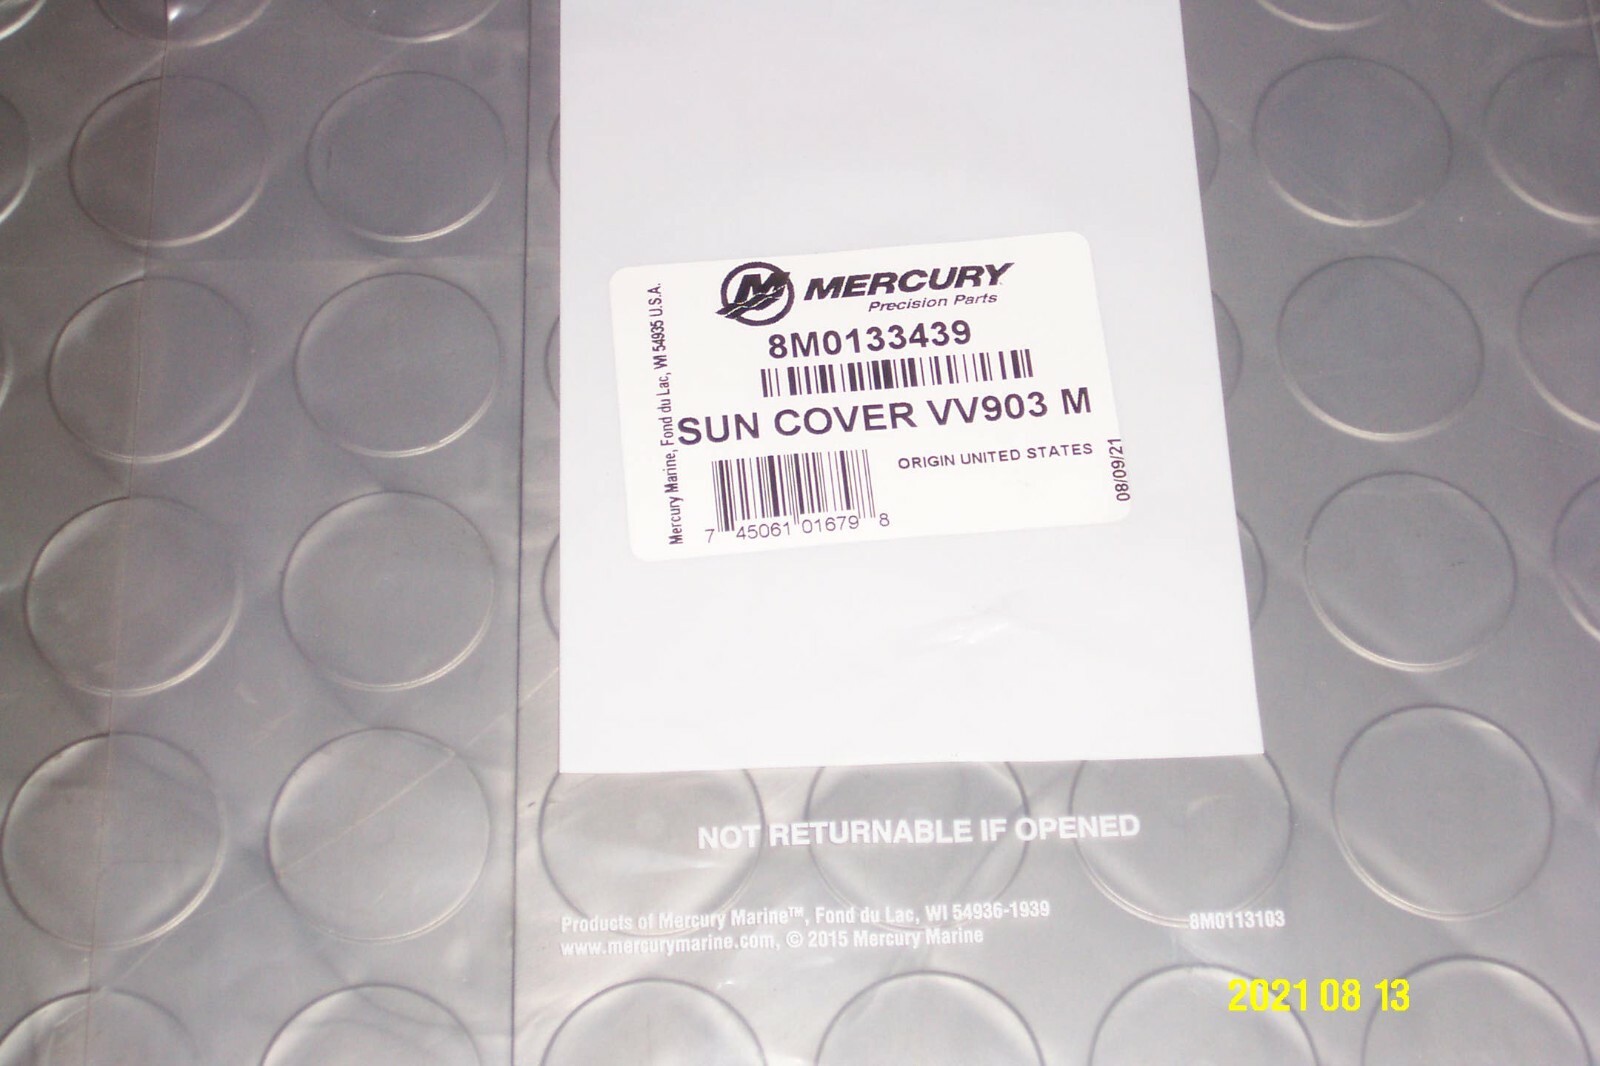 MERCURY
Precision Parts
8M0133439
SUN COVER VV903 M
ORIGIN UNITED STATES
7 45061 01679 8
Mercury Marine, Fond du Lac, WI 54935 U.S.A.
08/09/21
NOT RETURNABLE IF OPENED
Products of Mercury Marine™, Fond du Lac, WI 54936-1939
www.mercurymarine.com, © 2015 Mercury Marine
8M0113103
2021 08 13